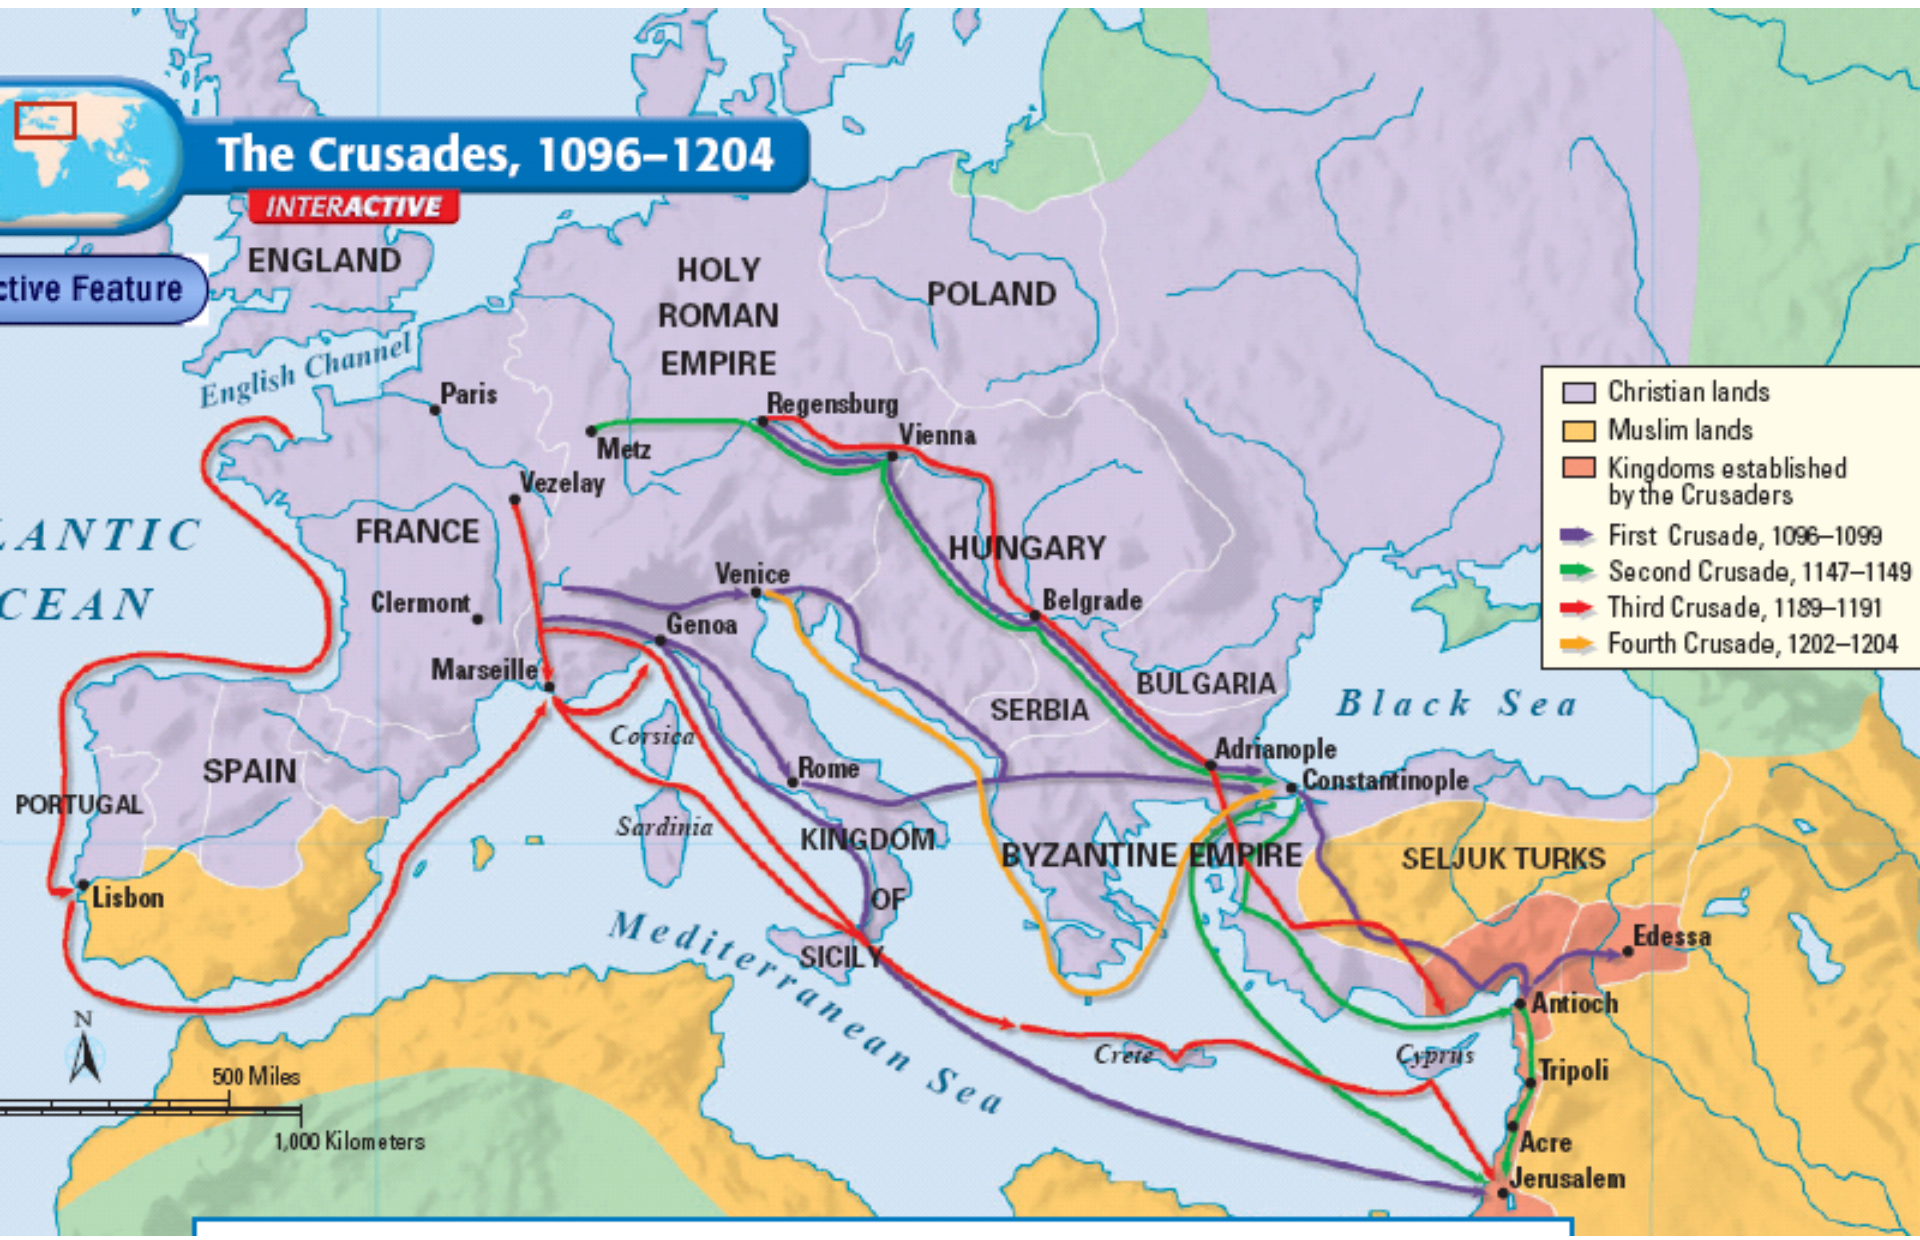 The Crusades, 1096–1204
INTERACTIVE
ctive Feature
ENGLAND
English Channel
HOLY
ROMAN
EMPIRE
POLAND
Paris
Regensburg
Metz
Vienna
Vezelay
LANTIC
CEAN
FRANCE
HUNGARY
Venice
Clermont
Genoa
Belgrade
Marseille
BULGARIA
SERBIA
Black Sea
Corsica
Adrianople
Rome
Constantinople
SPAIN
PORTUGAL
Sardinia
KINGDOM
OF
SICILY
BYZANTINE EMPIRE
SELJUK TURKS
Lisbon
Mediterranean Sea
Edessa
Antioch
Crete
Cyprus
Tripoli
Acre
Jerusalem
N
500 Miles
1,000 Kilometers
Christian lands
Muslim lands
Kingdoms established
by the Crusaders
First Crusade, 1096–1099
Second Crusade, 1147–1149
Third Crusade, 1189–1191
Fourth Crusade, 1202–1204